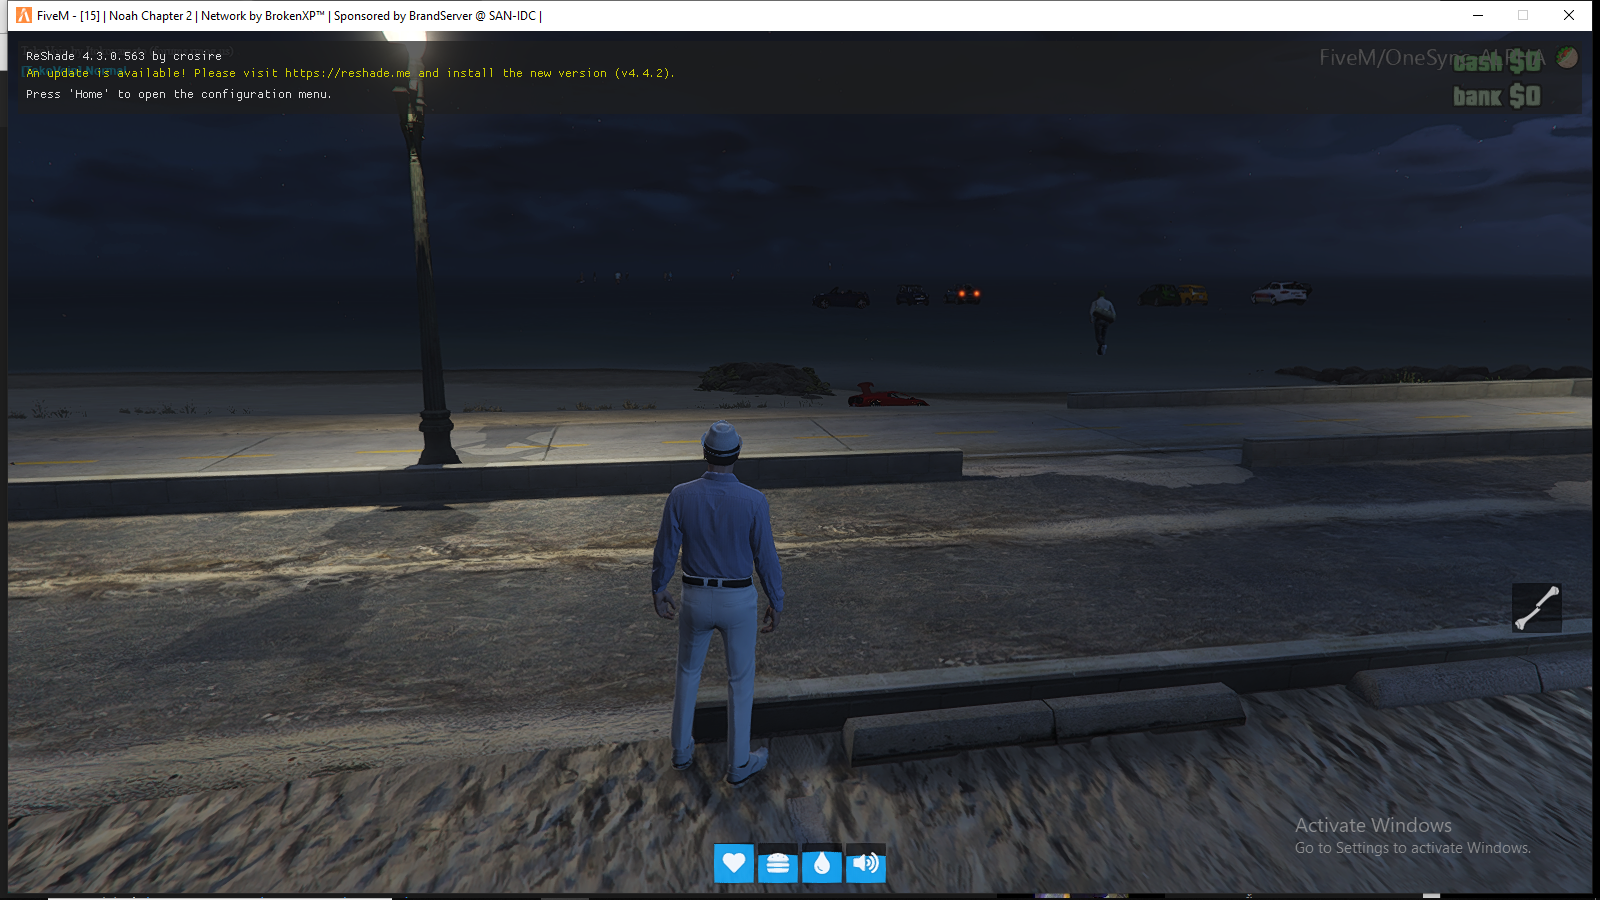 FiveM - [15] | Noah Chapter 2 | Network by BrokenXP™ | Sponsored by BrandServer @ SAN-IDC |
ReShade 4.3.0.563 by crosire
An update is available! Please visit https://reshade.me and install the new version (v4.4.2).
Press 'Home' to open the configuration menu.
FiveM/OneSync
cash $0
bank $0
Activate Windows
Go to Settings to activate Windows.